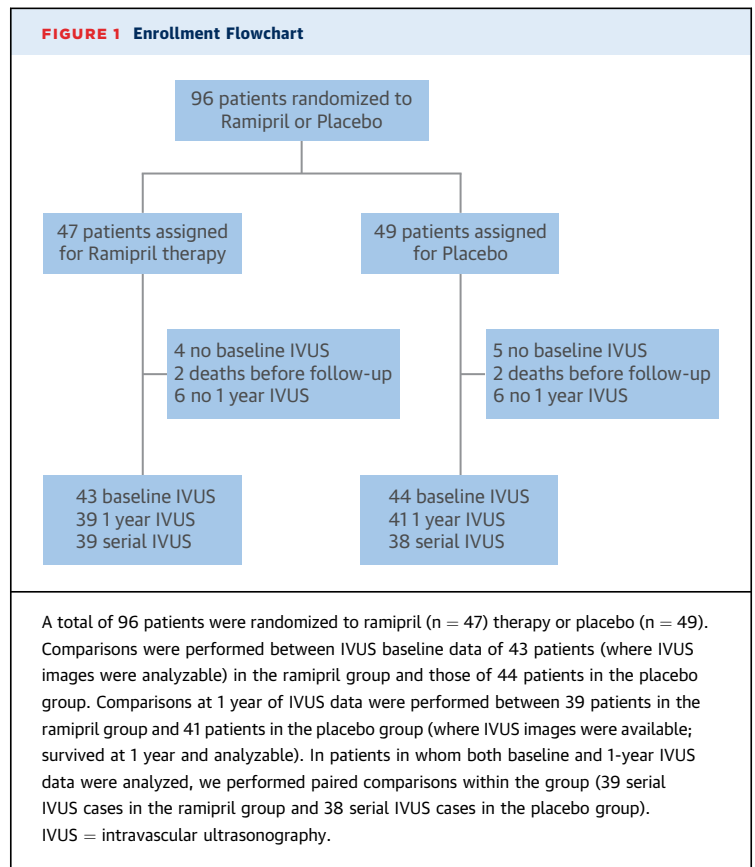 FIGURE 1 Enrollment Flowchart
96 patients randomized to
Ramipril or Placebo
47 patients assigned
for Ramipril therapy
49 patients assigned
for Placebo
4 no baseline IVUS
2 deaths before follow-up
6 no 1 year IVUS
5 no baseline IVUS
2 deaths before follow-up
6 no 1 year IVUS
43 baseline IVUS
39 1 year IVUS
39 serial IVUS
44 baseline IVUS
41 1 year IVUS
38 serial IVUS
A total of 96 patients were randomized to ramipril (n = 47) therapy or placebo (n = 49).
Comparisons were performed between IVUS baseline data of 43 patients (where IVUS
images were analyzable) in the ramipril group and those of 44 patients in the placebo
group. Comparisons at 1 year of IVUS data were performed between 39 patients in the
ramipril group and 41 patients in the placebo group (where IVUS images were available;
survived at 1 year and analyzable). In patients in whom both baseline and 1-year IVUS
data were analyzed, we performed paired comparisons within the group (39 serial
IVUS cases in the ramipril group and 38 serial IVUS cases in the placebo group).
IVUS = intravascular ultrasonography.